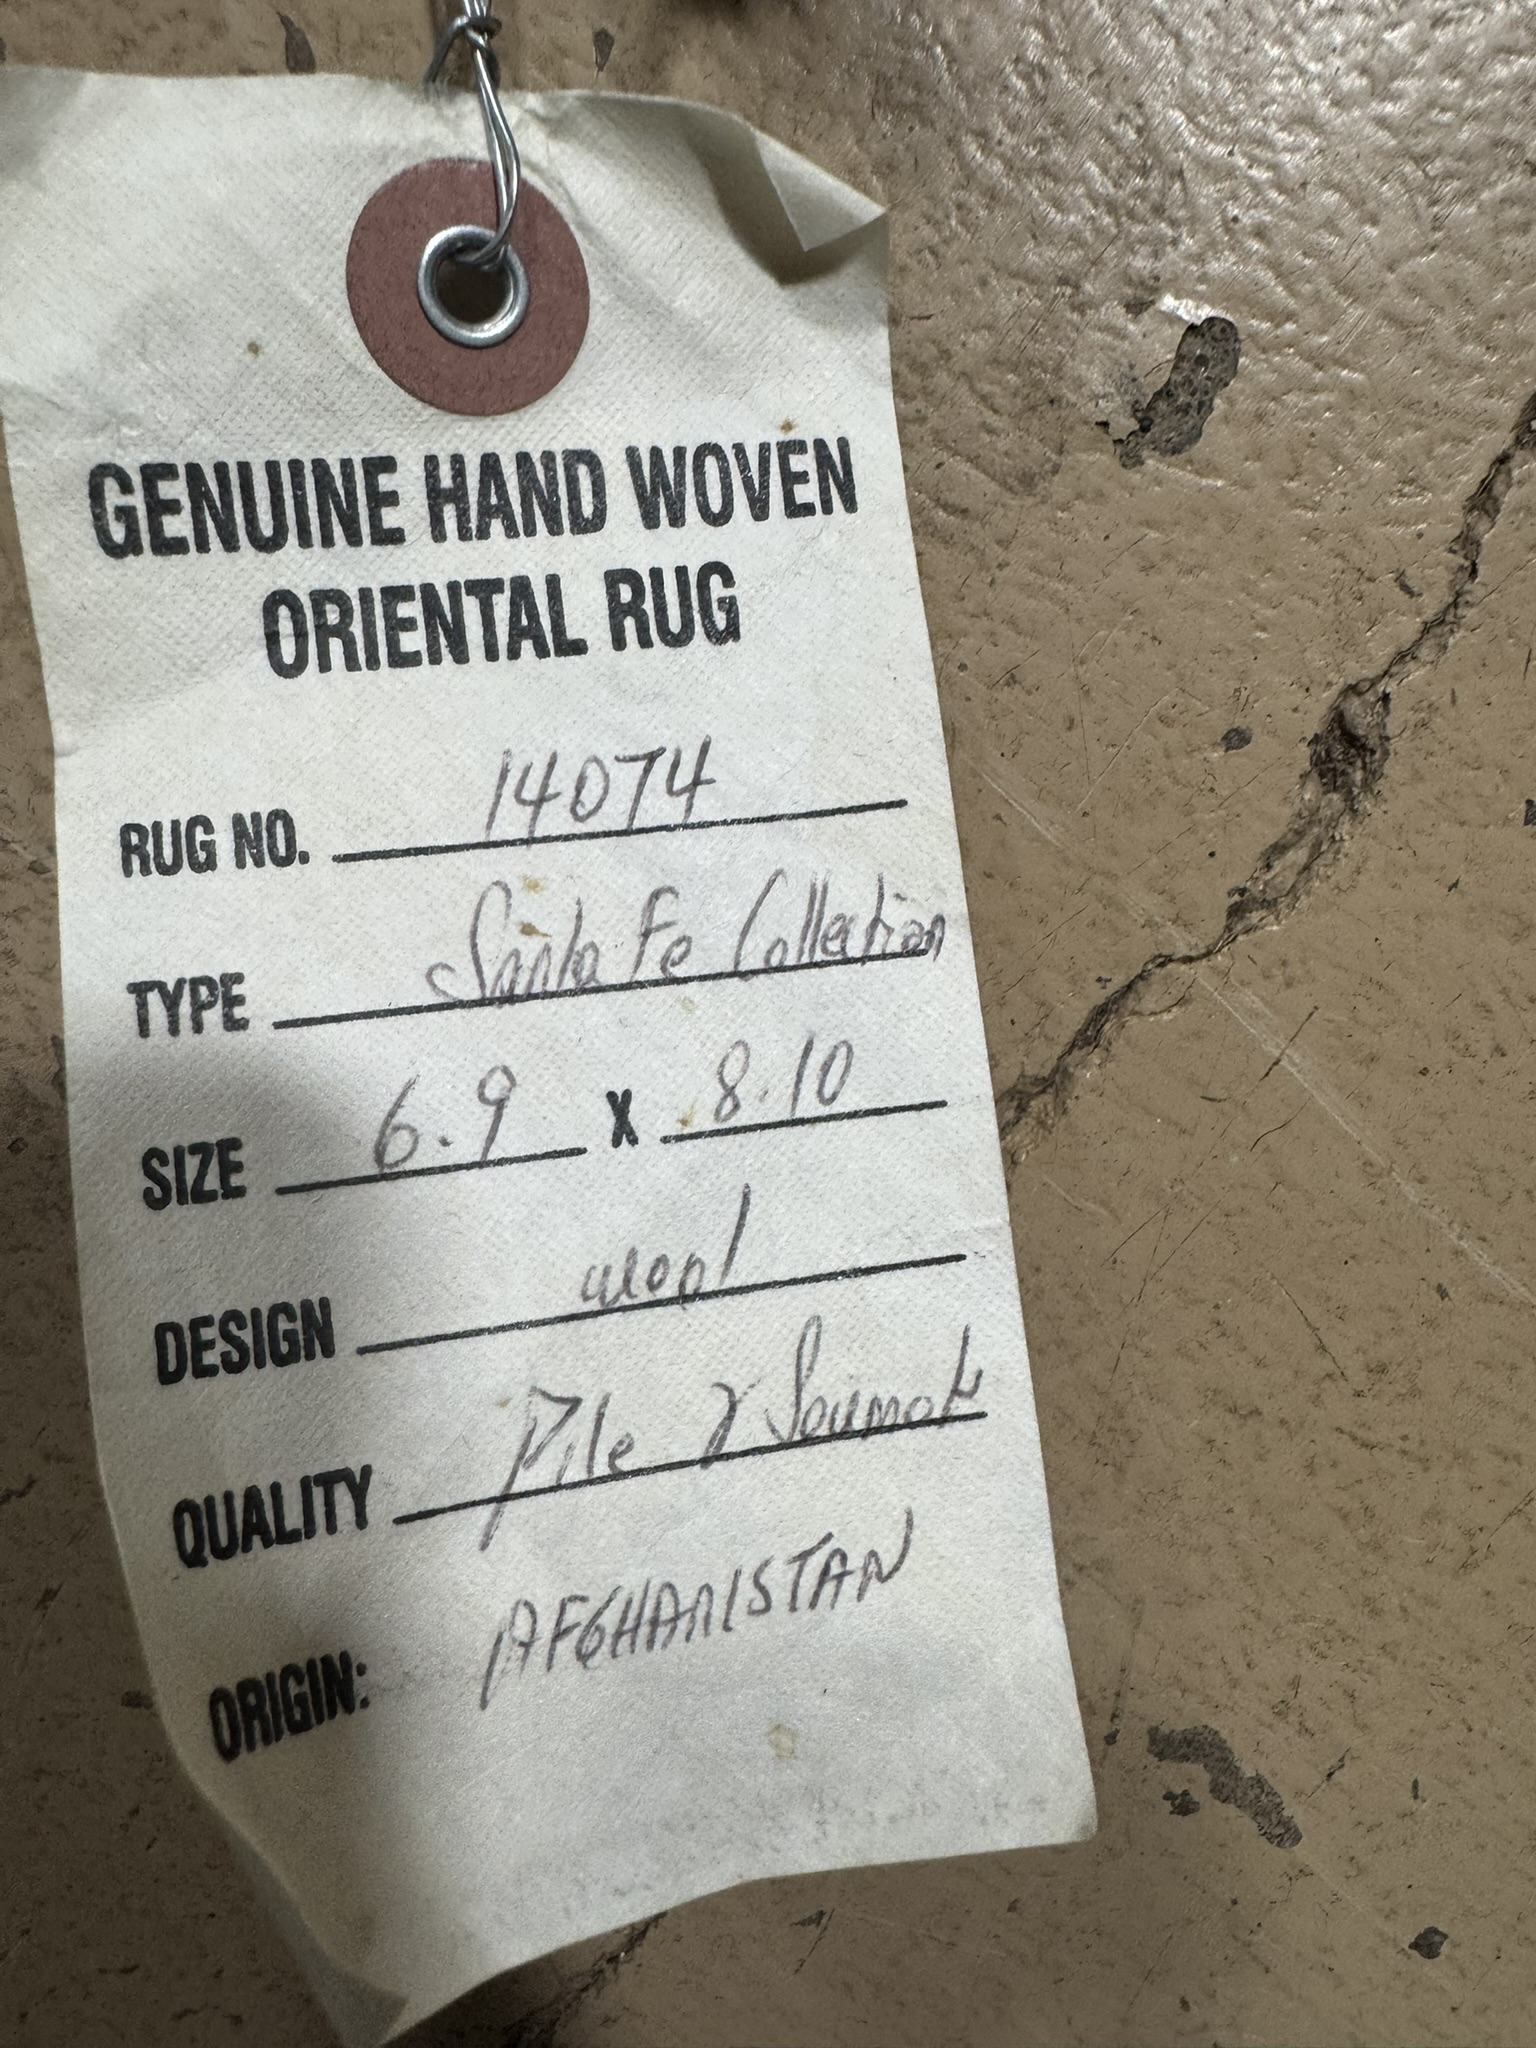 GENUINE HAND WOVEN
ORIENTAL RUG
RUG NO. 14074
TYPE Santa Fe Collection
SIZE 6.9 X 8.10
DESIGN wool
QUALITY Pile & Soumak
ORIGIN: AFGHANISTAN